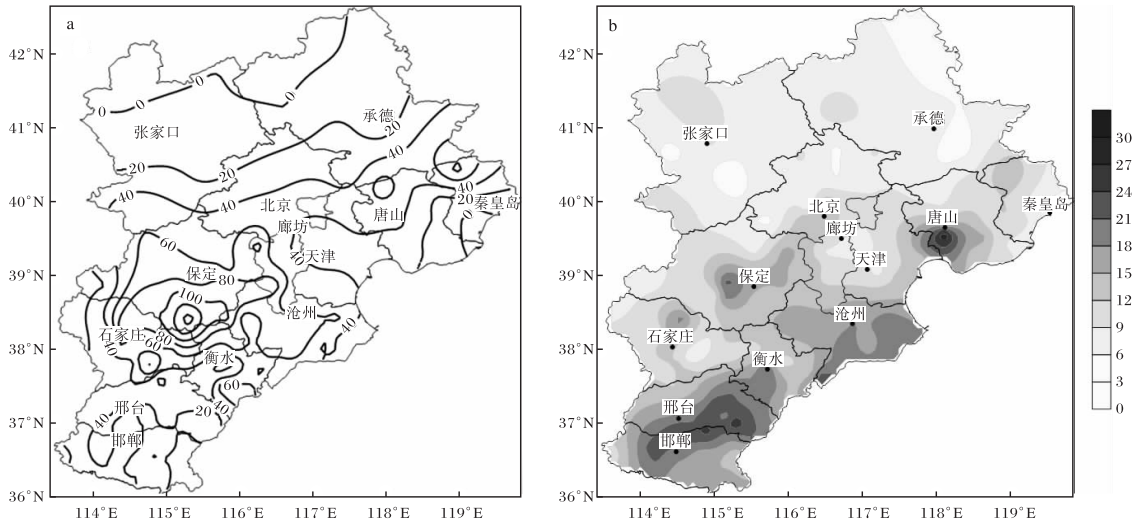 a
42°N
41°N
40°N
39°N
38°N
37°N
36°N
114°E
115°E
116°E
117°E
118°E
119°E
0
0
0
0
承德
张家口
20
20
20
40
40
40
40
20
0
北京
秦皇岛
廊坊
唐山
60
40
天津
保定
80
100
沧州
40
石家庄
80
60
40
衡水
60
40
20
邢台
40
邯郸
b
42°N
41°N
40°N
39°N
38°N
37°N
36°N
114°E
115°E
116°E
117°E
118°E
119°E
承德
张家口
北京
唐山
秦皇岛
廊坊
天津
保定
沧州
石家庄
衡水
邢台
邯郸
30
27
24
21
18
15
12
9
6
3
0